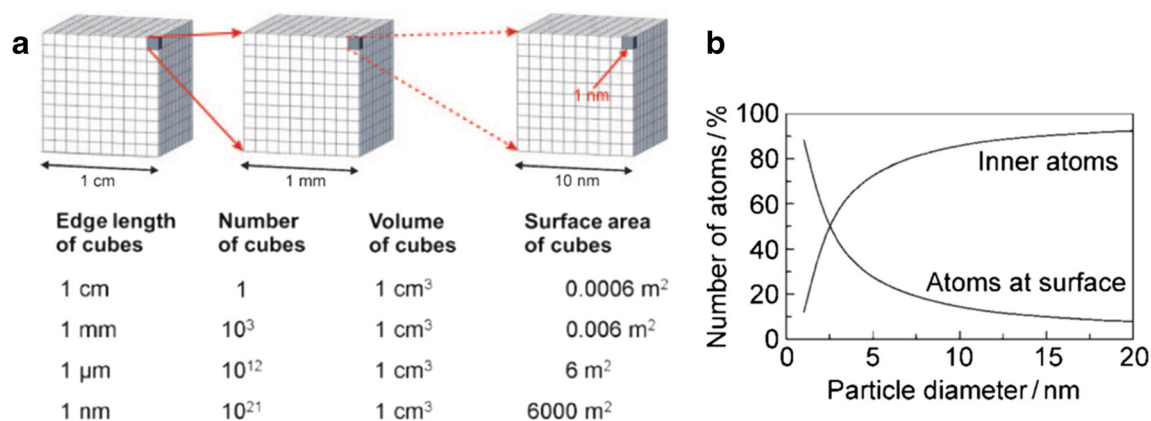 a
1 cm
1 mm
1 nm
10 nm
Edge length of cubes
Number of cubes
Volume of cubes
Surface area of cubes
1 cm 1 1 cm³ 0.0006 m²
1 mm 10³ 1 cm³ 0.006 m²
1 µm 10¹² 1 cm³ 6 m²
1 nm 10²¹ 1 cm³ 6000 m²
b
Number of atoms / %
100
80
60
40
20
0
Inner atoms
Atoms at surface
0 5 10 15 20
Particle diameter / nm